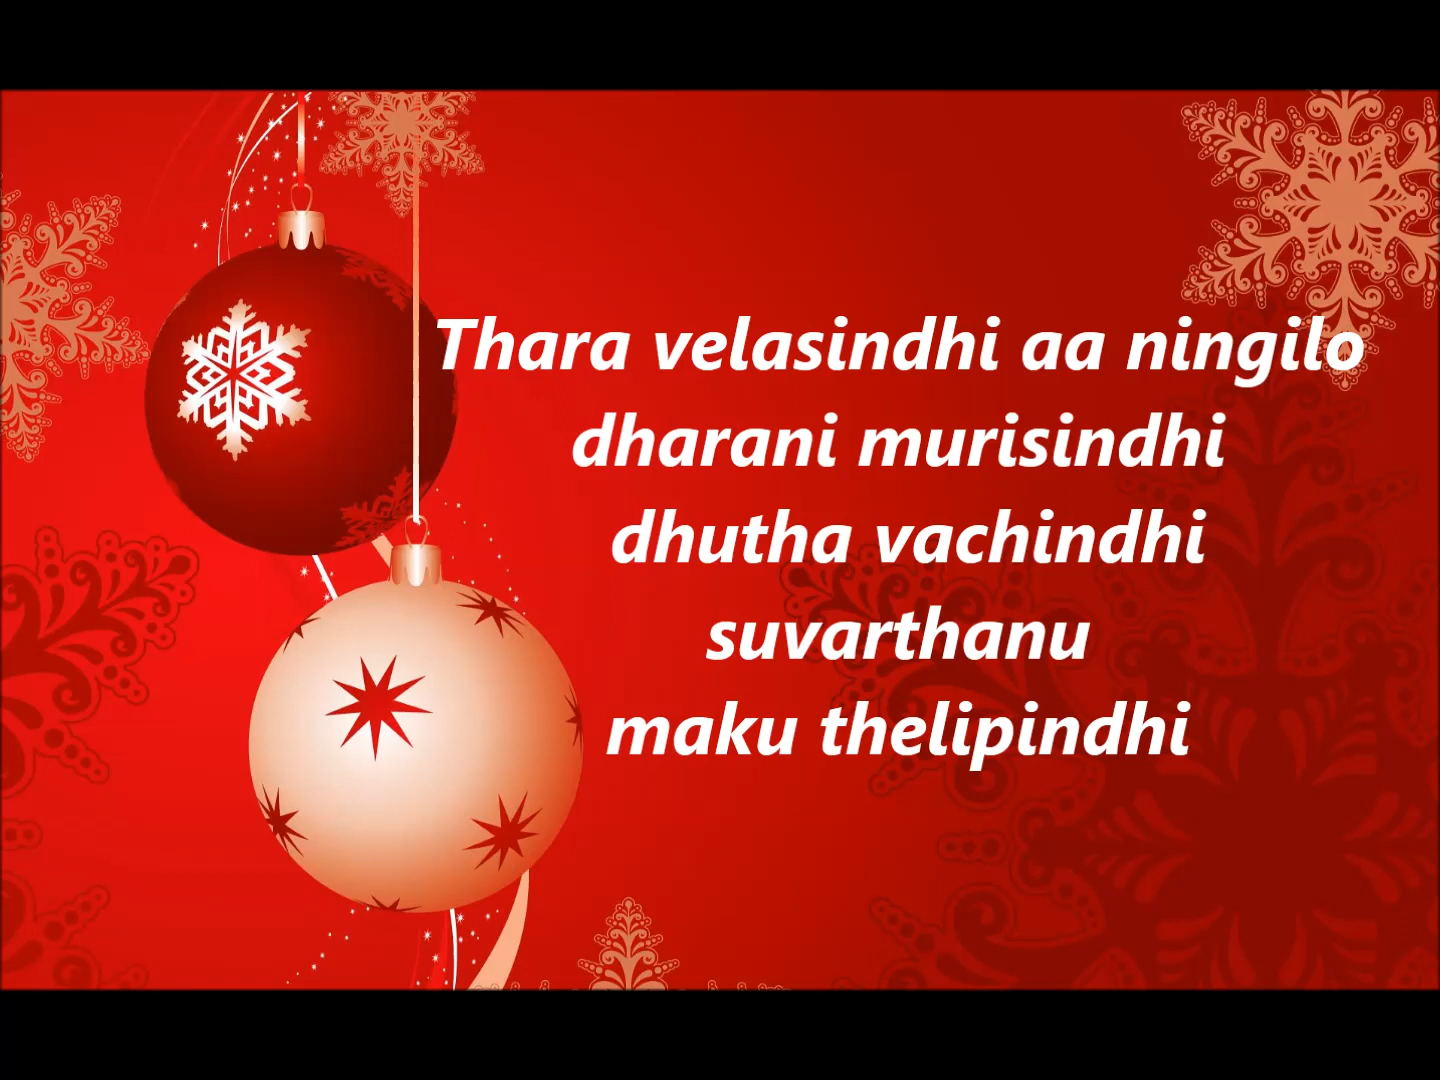 Thara velasindhi aa ningilo
dharani murisindhi
dhutha vachindhi
suvarthanu
maku thelipindhi